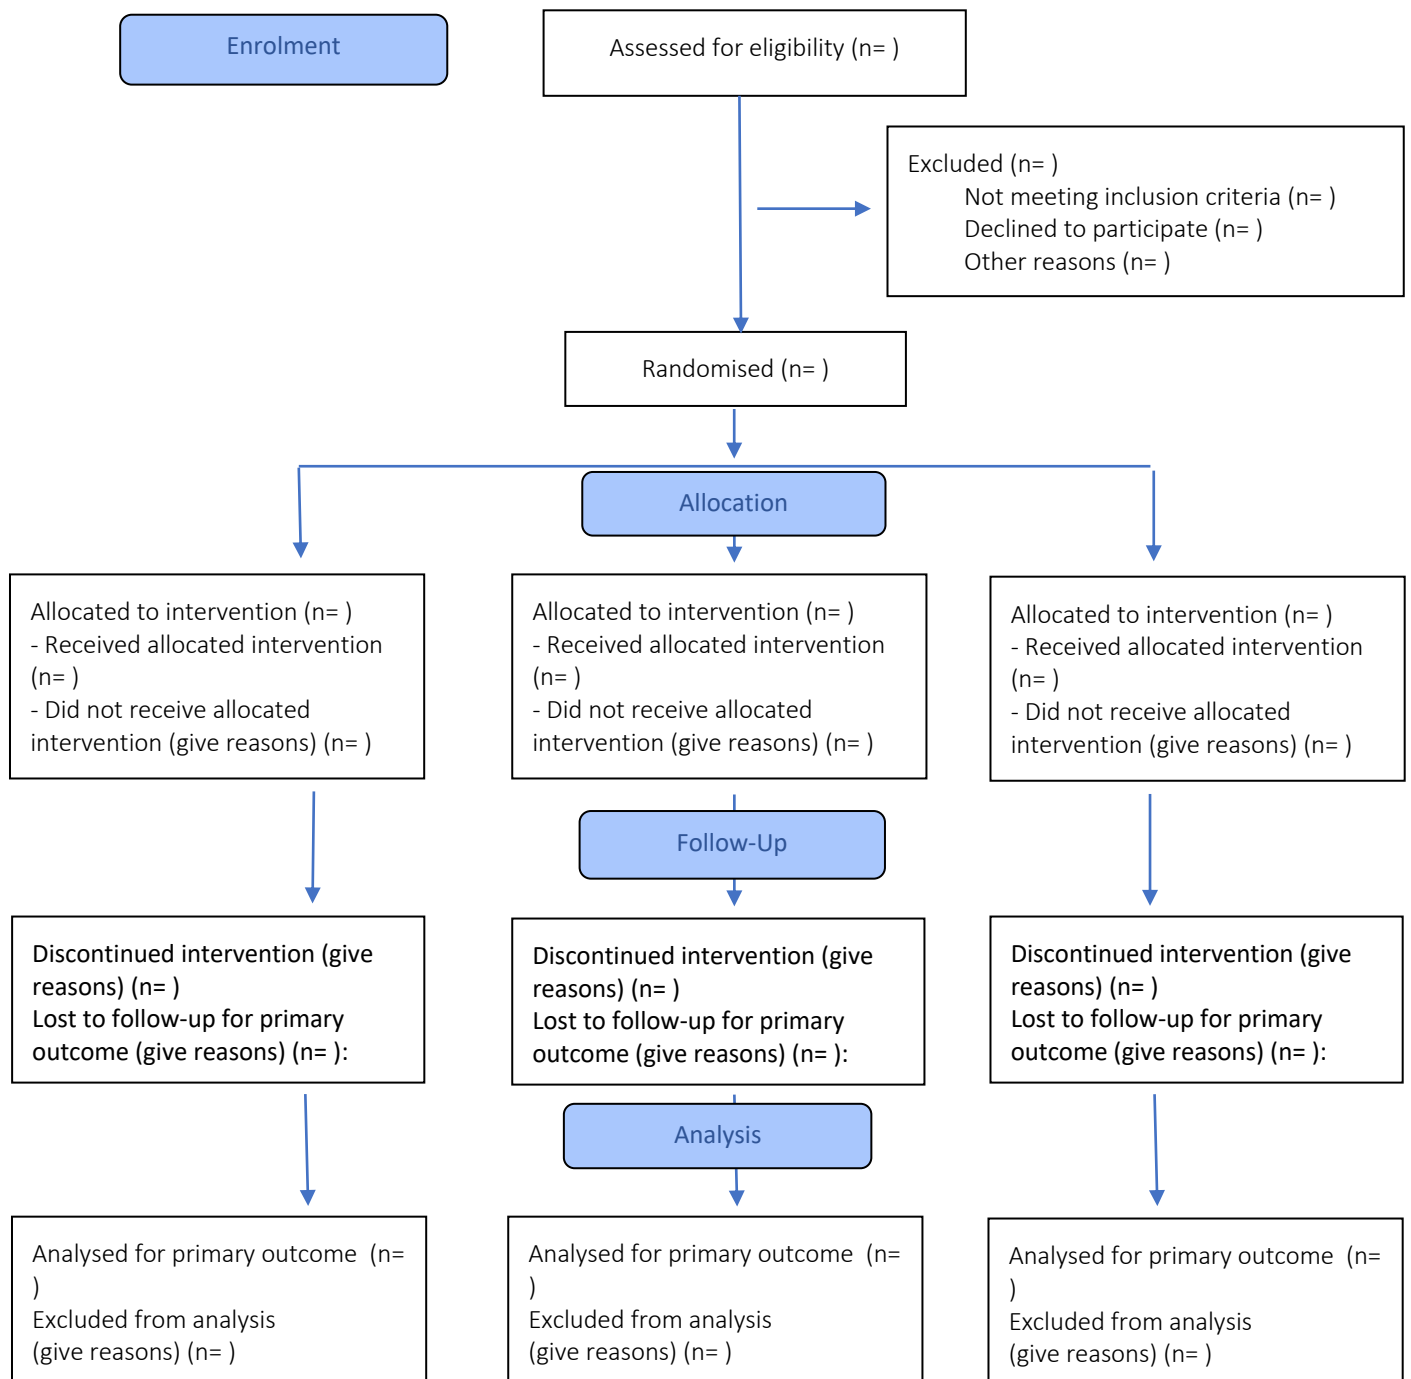 Enrolment
Assessed for eligibility (n= )
Excluded (n= )
Not meeting inclusion criteria (n= )
Declined to participate (n= )
Other reasons (n= )
Randomised (n= )
Allocation
Allocated to intervention (n= )
- Received allocated intervention
(n= )
- Did not receive allocated
intervention (give reasons) (n= )
Allocated to intervention (n= )
- Received allocated intervention
(n= )
- Did not receive allocated
intervention (give reasons) (n= )
Allocated to intervention (n= )
- Received allocated intervention
(n= )
- Did not receive allocated
intervention (give reasons) (n= )
Follow-Up
Discontinued intervention (give
reasons) (n= )
Lost to follow-up for primary
outcome (give reasons) (n= ):
Discontinued intervention (give
reasons) (n= )
Lost to follow-up for primary
outcome (give reasons) (n= ):
Discontinued intervention (give
reasons) (n= )
Lost to follow-up for primary
outcome (give reasons) (n= ):
Analysis
Analysed for primary outcome  (n=
)
Excluded from analysis
(give reasons) (n= )
Analysed for primary outcome  (n=
)
Excluded from analysis
(give reasons) (n= )
Analysed for primary outcome  (n=
)
Excluded from analysis
(give reasons) (n= )